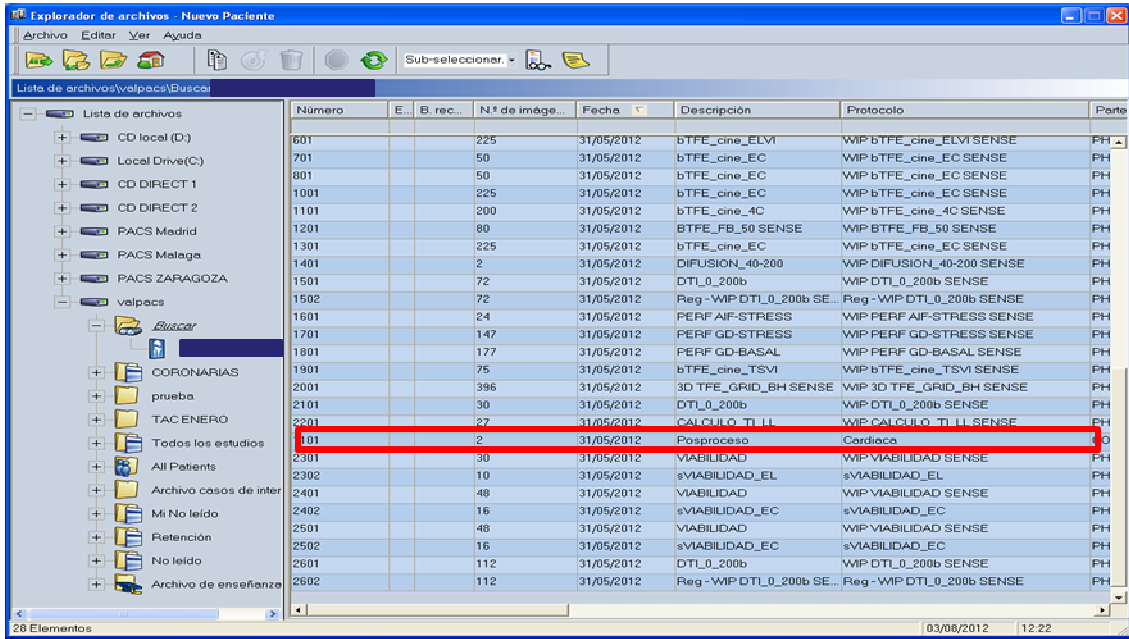 Explorador de archivos - Nuevo Paciente
Archivo Editar Ver Ayuda
Sub-seleccionar.
Lista de archivos\valpacs\Buscar
Lista de archivos
CD local (D:)
Local Drive(C:)
CD DIRECT 1
CD DIRECT 2
PACS Madrid
PACS Malaga
PACS ZARAGOZA
valpacs
Buscar
CORONARIAS
prueba
TAC ENERO
Todos los estudios
All Patients
Archivo casos de inter
Mi No leído
Retención
No leído
Archivo de enseñanza
Número E... B. rec... N.º de imáge... Fecha Descripción Protocolo Parte
601 225 31/05/2012 bTFE_cine_ELVI WIP bTFE_cine_ELVI SENSE PH
701 50 31/05/2012 bTFE_cine_EC WIP bTFE_cine_EC SENSE PH
801 50 31/05/2012 bTFE_cine_EC WIP bTFE_cine_EC SENSE PH
1001 225 31/05/2012 bTFE_cine_EC WIP bTFE_cine_EC SENSE PH
1101 200 31/05/2012 bTFE_cine_4C WIP bTFE_cine_4C SENSE PH
1201 80 31/05/2012 BTFE_FB_50 SENSE WIP BTFE_FB_50 SENSE PH
1301 225 31/05/2012 bTFE_cine_EC WIP bTFE_cine_EC SENSE PH
1401 2 31/05/2012 DIFUSION_40-200 WIP DIFUSION_40-200 SENSE PH
1501 72 31/05/2012 DTI_0_200b WIP DTI_0_200b SENSE PH
1502 72 31/05/2012 Reg - WIP DTI_0_200b SE... Reg - WIP DTI_0_200b SENSE PH
1601 24 31/05/2012 PERF AIF-STRESS WIP PERF AIF-STRESS SENSE PH
1701 147 31/05/2012 PERF GD-STRESS WIP PERF GD-STRESS SENSE PH
1801 177 31/05/2012 PERF GD-BASAL WIP PERF GD-BASAL SENSE PH
1901 75 31/05/2012 bTFE_cine_TSVI WIP bTFE_cine_TSVI SENSE PH
2001 396 31/05/2012 3D TFE_GRID_BH SENSE WIP 3D TFE_GRID_BH SENSE PH
2101 30 31/05/2012 DTI_0_200b WIP DTI_0_200b SENSE PH
2201 27 31/05/2012 CALCULO_TI_LL WIP CALCULO_TI_LL SENSE PH
101 2 31/05/2012 Posproceso Cardiaca
2301 30 31/05/2012 VIABILIDAD WIP VIABILIDAD SENSE PH
2302 10 31/05/2012 sVIABILIDAD_EL sVIABILIDAD_EL PH
2401 48 31/05/2012 VIABILIDAD WIP VIABILIDAD SENSE PH
2402 16 31/05/2012 sVIABILIDAD_EC sVIABILIDAD_EC PH
2501 48 31/05/2012 VIABILIDAD WIP VIABILIDAD SENSE PH
2502 16 31/05/2012 sVIABILIDAD_EC sVIABILIDAD_EC PH
2601 112 31/05/2012 DTI_0_200b WIP DTI_0_200b SENSE PH
2602 112 31/05/2012 Reg - WIP DTI_0_200b SE... Reg - WIP DTI_0_200b SENSE PH
28 Elementos 03/08/2012 12:22